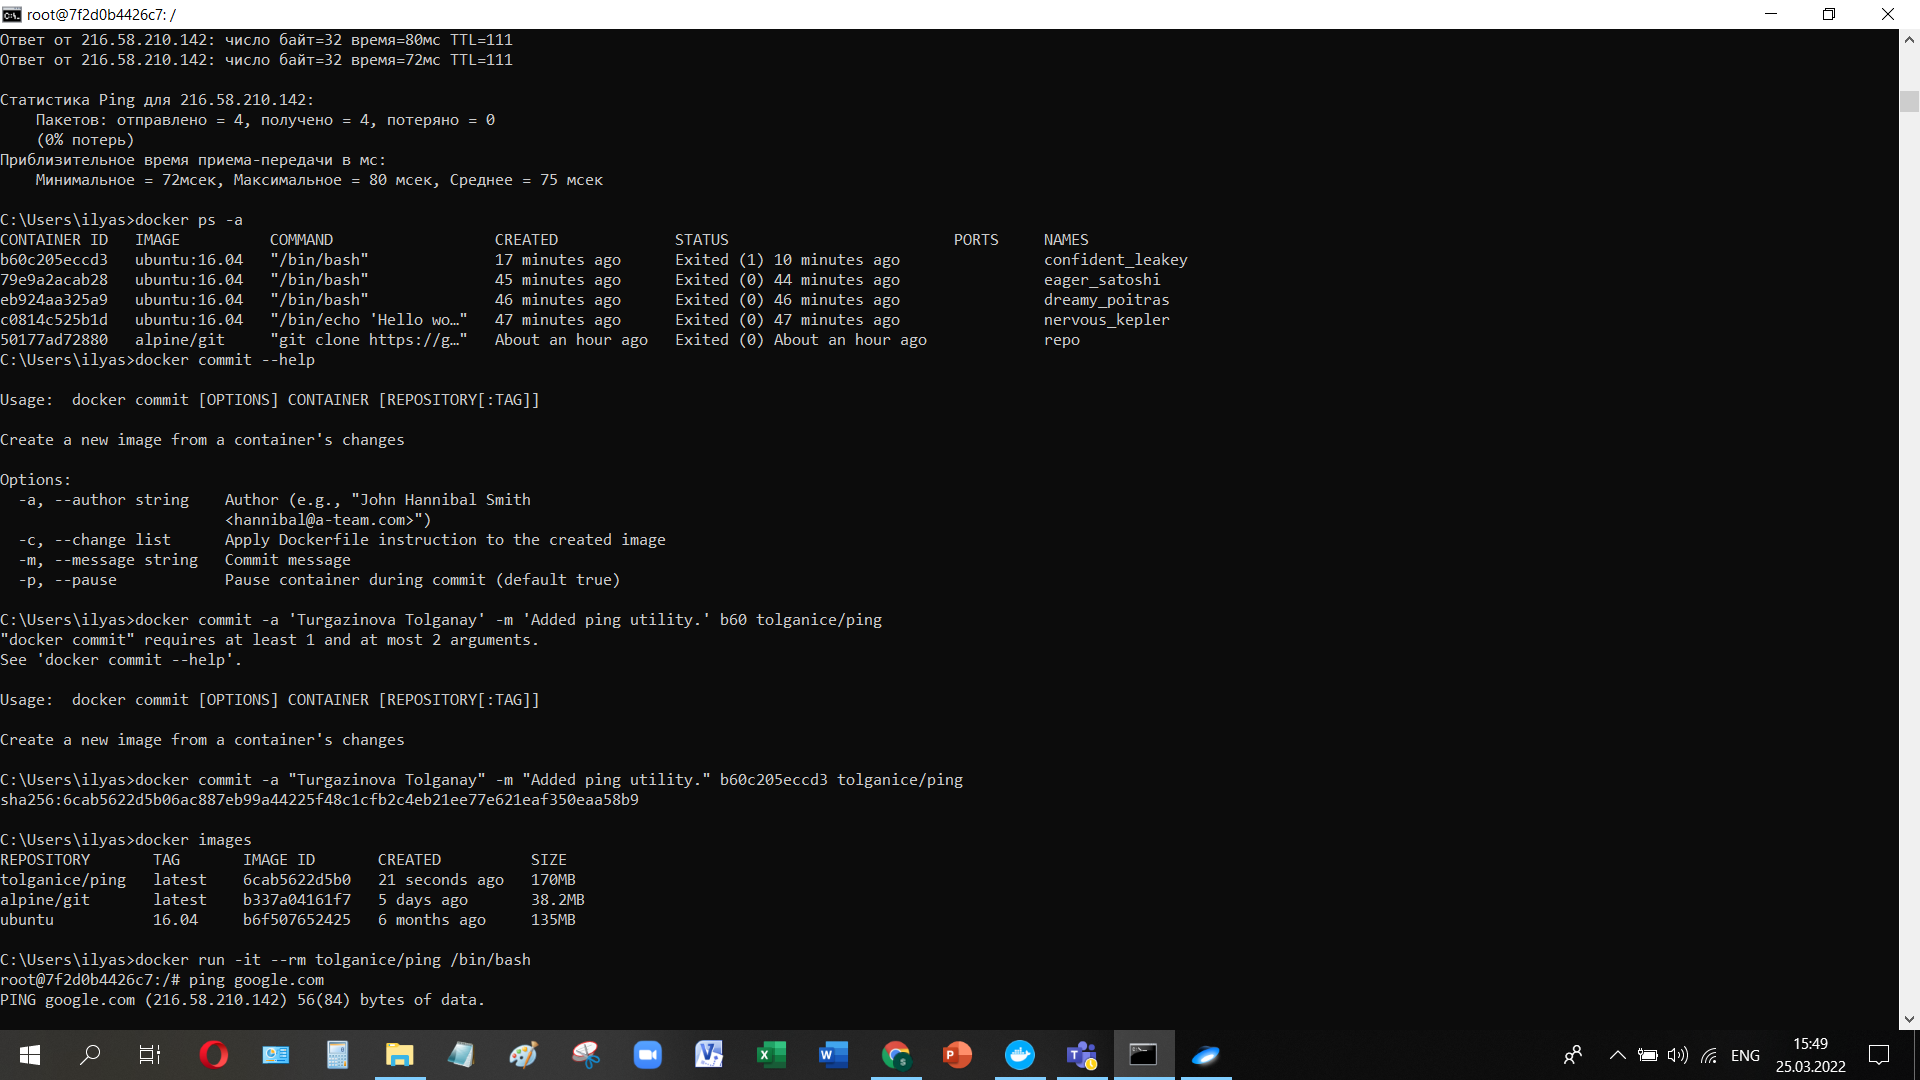 root@7f2d0b4426c7: /
Ответ от 216.58.210.142: число байт=32 время=80мс TTL=111
Ответ от 216.58.210.142: число байт=32 время=72мс TTL=111
Статистика Ping для 216.58.210.142:
    Пакетов: отправлено = 4, получено = 4, потеряно = 0
    (0% потерь)
Приблизительное время приема-передачи в мс:
    Минимальное = 72мсек, Максимальное = 80 мсек, Среднее = 75 мсек
C:\Users\ilyas>docker ps -a
CONTAINER ID   IMAGE          COMMAND                  CREATED             STATUS                         PORTS     NAMES
b60c205eccd3   ubuntu:16.04   "/bin/bash"              17 minutes ago      Exited (1) 10 minutes ago                confident_leakey
79e9a2acab28   ubuntu:16.04   "/bin/bash"              45 minutes ago      Exited (0) 44 minutes ago                eager_satoshi
eb924aa325a9   ubuntu:16.04   "/bin/bash"              46 minutes ago      Exited (0) 46 minutes ago                dreamy_poitras
c0814c525b1d   ubuntu:16.04   "/bin/echo 'Hello wo…"   47 minutes ago      Exited (0) 47 minutes ago                nervous_kepler
50177ad72880   alpine/git     "git clone https://g…"   About an hour ago   Exited (0) About an hour ago             repo
C:\Users\ilyas>docker commit --help
Usage:  docker commit [OPTIONS] CONTAINER [REPOSITORY[:TAG]]
Create a new image from a container's changes
Options:
  -a, --author string    Author (e.g., "John Hannibal Smith
                         <hannibal@a-team.com>")
  -c, --change list      Apply Dockerfile instruction to the created image
  -m, --message string   Commit message
  -p, --pause            Pause container during commit (default true)
C:\Users\ilyas>docker commit -a 'Turgazinova Tolganay' -m 'Added ping utility.' b60 tolganice/ping
"docker commit" requires at least 1 and at most 2 arguments.
See 'docker commit --help'.
Usage:  docker commit [OPTIONS] CONTAINER [REPOSITORY[:TAG]]
Create a new image from a container's changes
C:\Users\ilyas>docker commit -a "Turgazinova Tolganay" -m "Added ping utility." b60c205eccd3 tolganice/ping
sha256:6cab5622d5b06ac887eb99a44225f48c1cfb2c4eb21ee77e621eaf350eaa58b9
C:\Users\ilyas>docker images
REPOSITORY       TAG       IMAGE ID       CREATED          SIZE
tolganice/ping   latest    6cab5622d5b0   21 seconds ago   170MB
alpine/git       latest    b337a04161f7   5 days ago       38.2MB
ubuntu           16.04     b6f507652425   6 months ago     135MB
C:\Users\ilyas>docker run -it --rm tolganice/ping /bin/bash
root@7f2d0b4426c7:/# ping google.com
PING google.com (216.58.210.142) 56(84) bytes of data.
ENG
15:49
25.03.2022